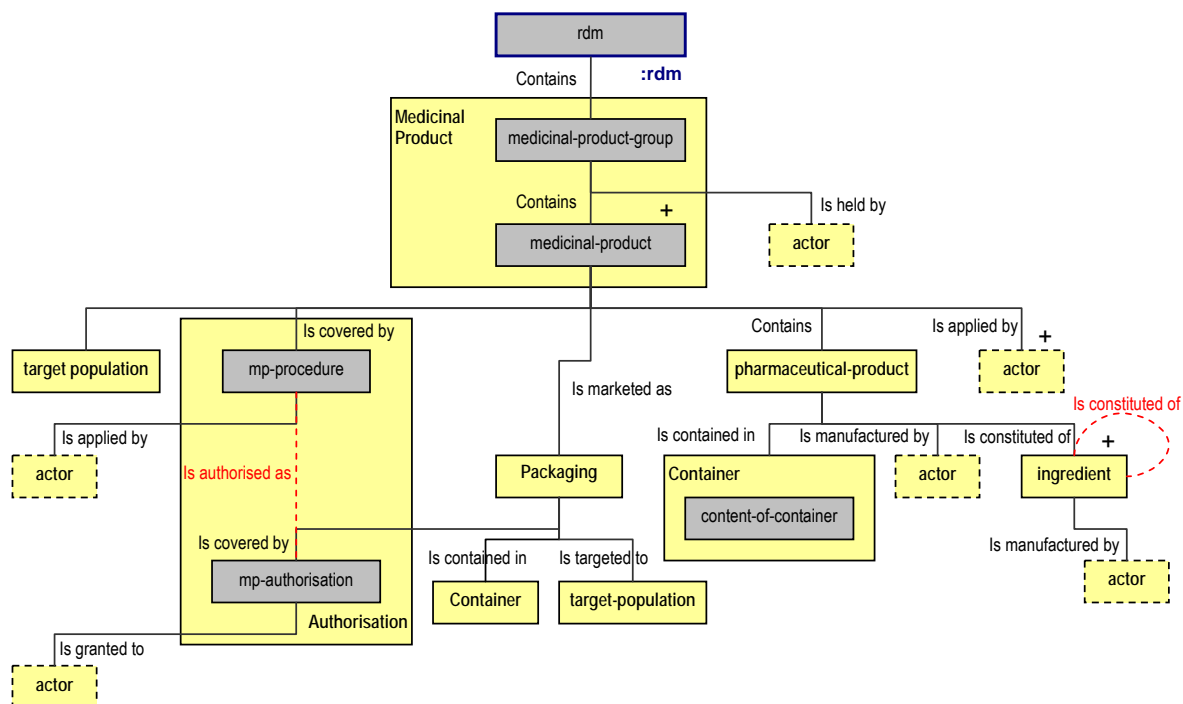 rdm
:rdm
Contains
Medicinal
Product
medicinal-product-group
Contains
+
Is held by
medicinal-product
actor
Is covered by
Contains
Is applied by
+
target population
mp-procedure
pharmaceutical-product
actor
Is marketed as
Is constituted of
Is applied by
Is contained in
Is manufactured by
Is constituted of
+
actor
Is authorised as
Packaging
Container
actor
ingredient
content-of-container
Is covered by
Is contained in
Is targeted to
Is manufactured by
mp-authorisation
Container
target-population
actor
Authorisation
Is granted to
actor